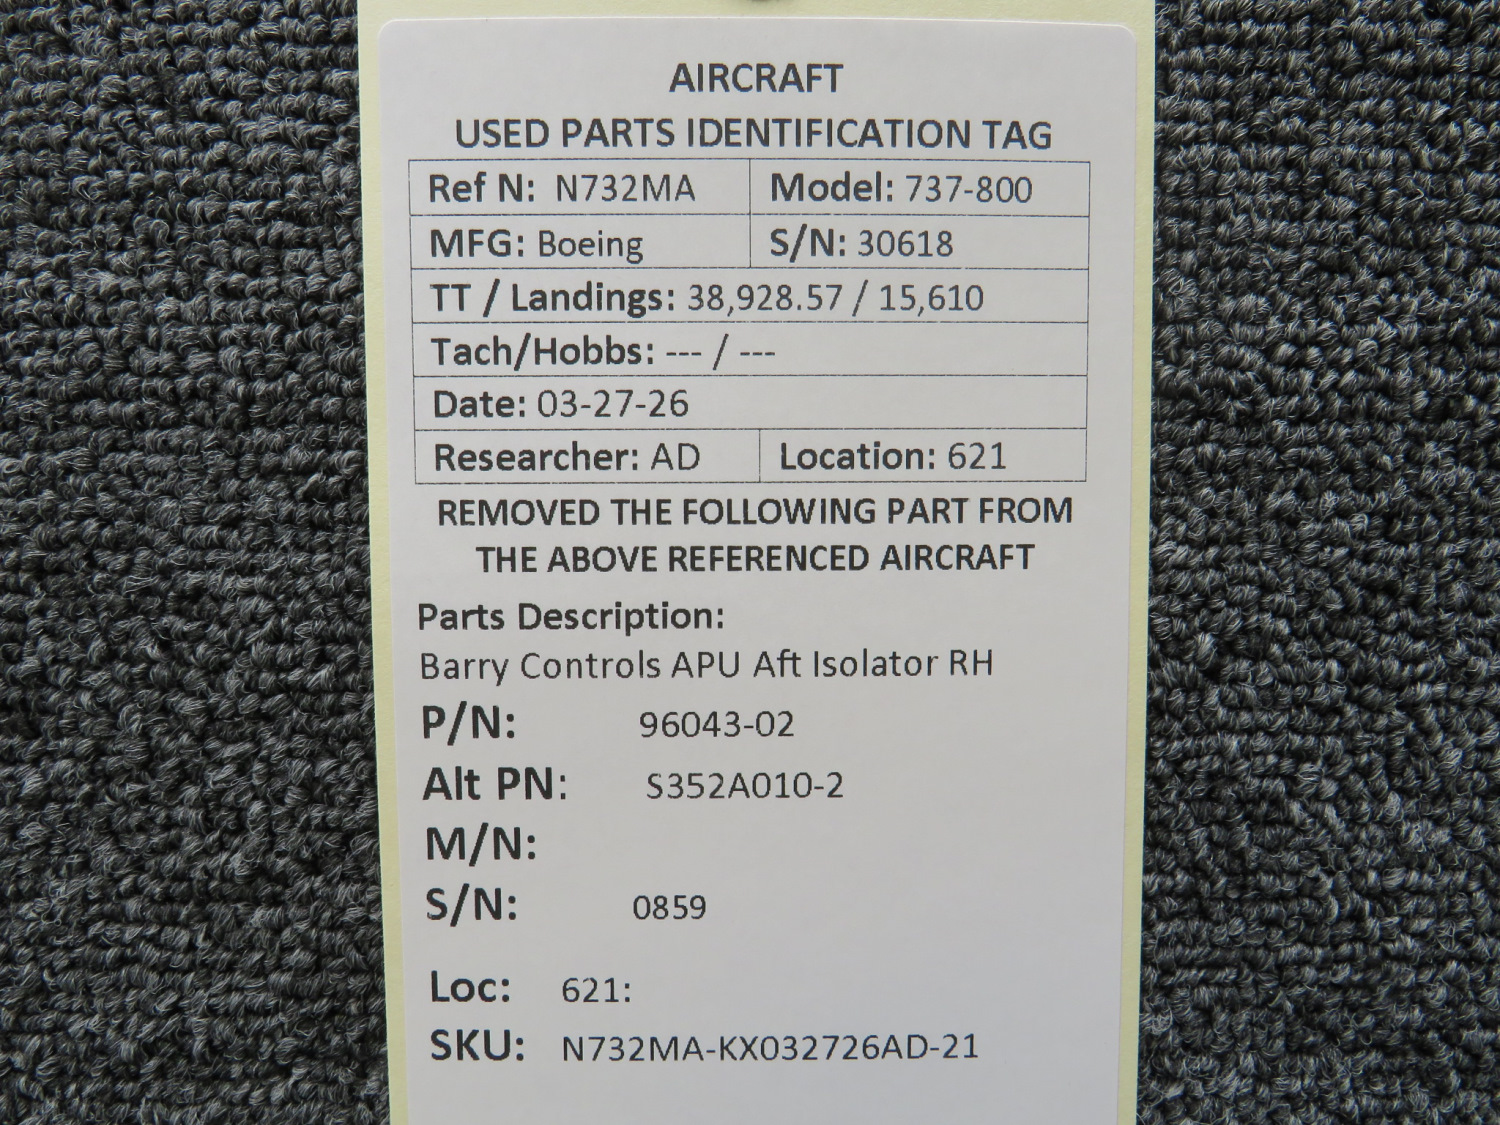 AIRCRAFT
USED PARTS IDENTIFICATION TAG
Ref N: N732MA Model: 737-800
MFG: Boeing S/N: 30618
TT / Landings: 38,928.57 / 15,610
Tach/Hobbs: --- / ---
Date: 03-27-26
Researcher: AD Location: 621
REMOVED THE FOLLOWING PART FROM
THE ABOVE REFERENCED AIRCRAFT
Parts Description:
Barry Controls APU Aft Isolator RH
P/N: 96043-02
Alt PN: S352A010-2
M/N:
S/N: 0859
Loc: 621:
SKU: N732MA-KX032726AD-21